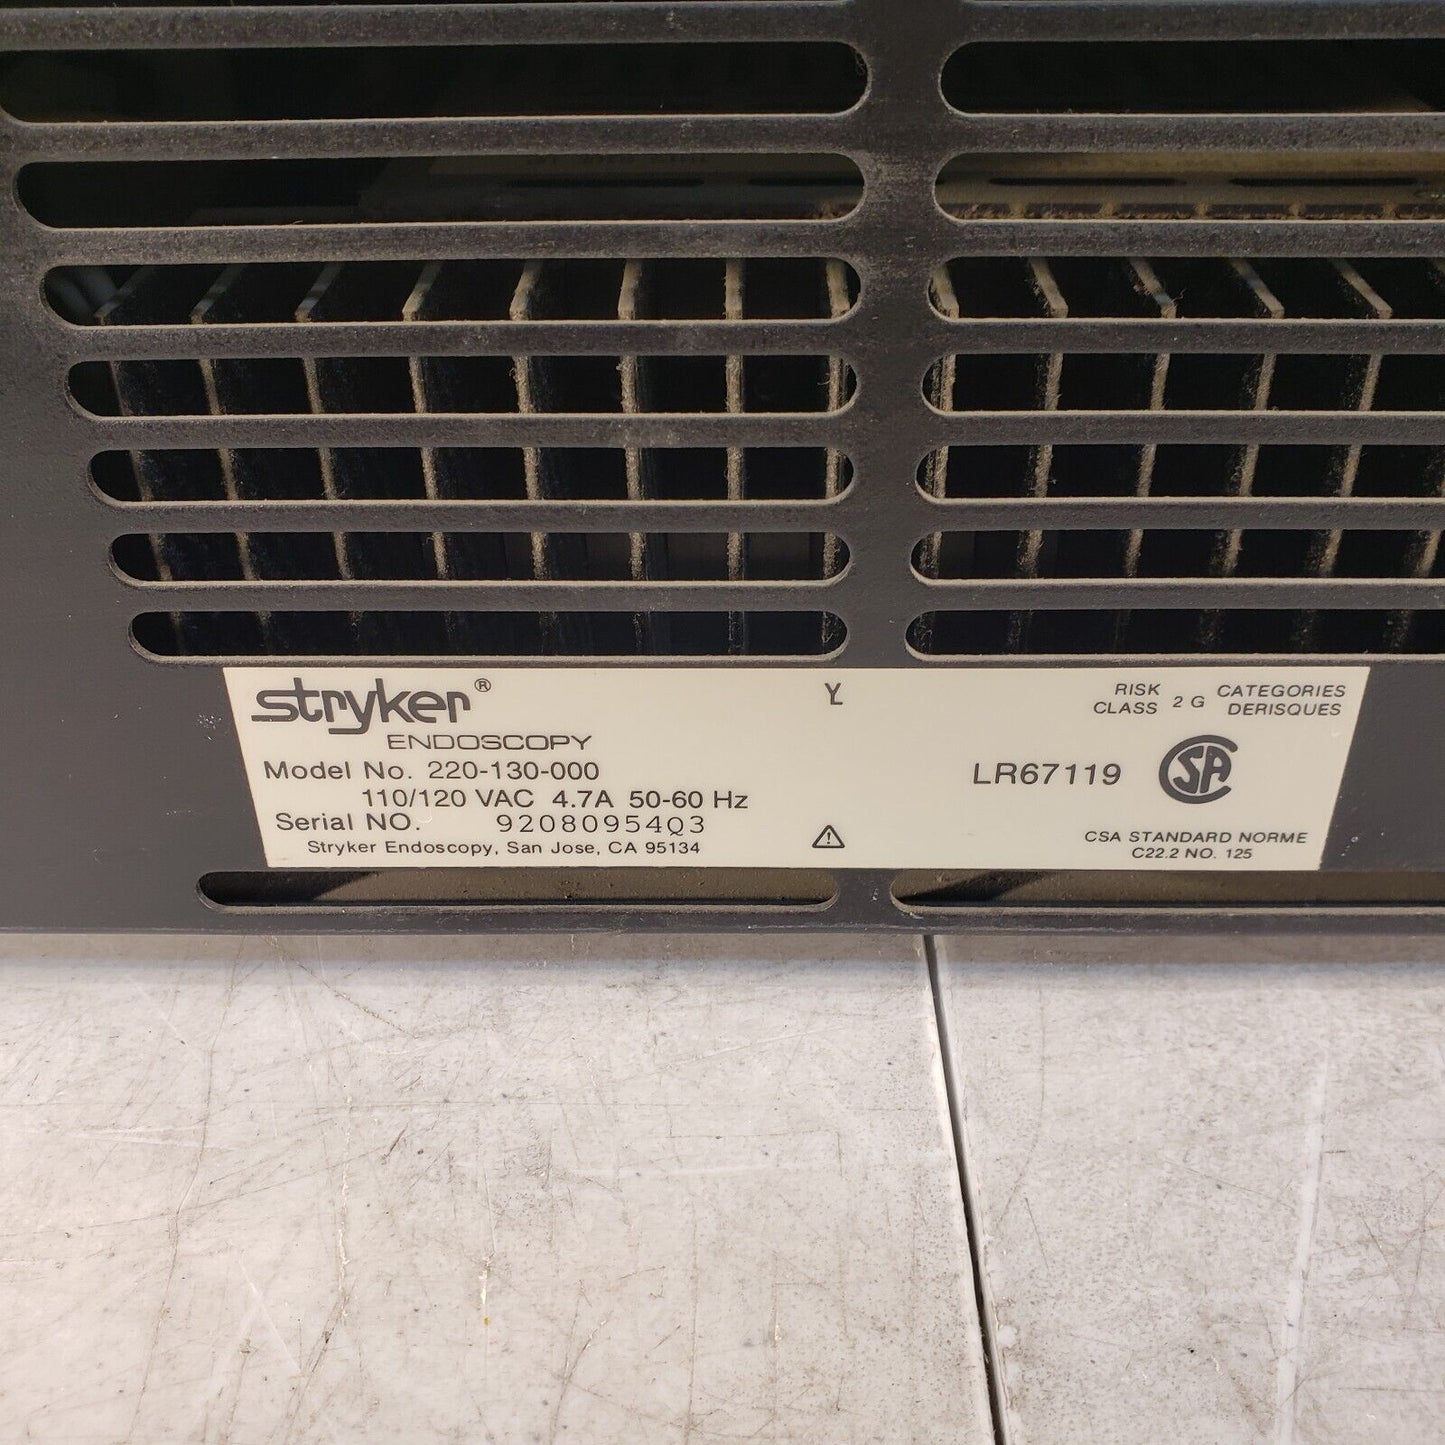 stryker®
ENDOSCOPY
Model No. 220-130-000
110/120 VAC 4.7A 50-60 Hz
Serial NO. 9208095403
Stryker Endoscopy, San Jose, CA 95134
Y
RISK CLASS 2 G CATEGORIES DERISQUES
LR67119
CSA STANDARD NORME
C22.2 NO. 125